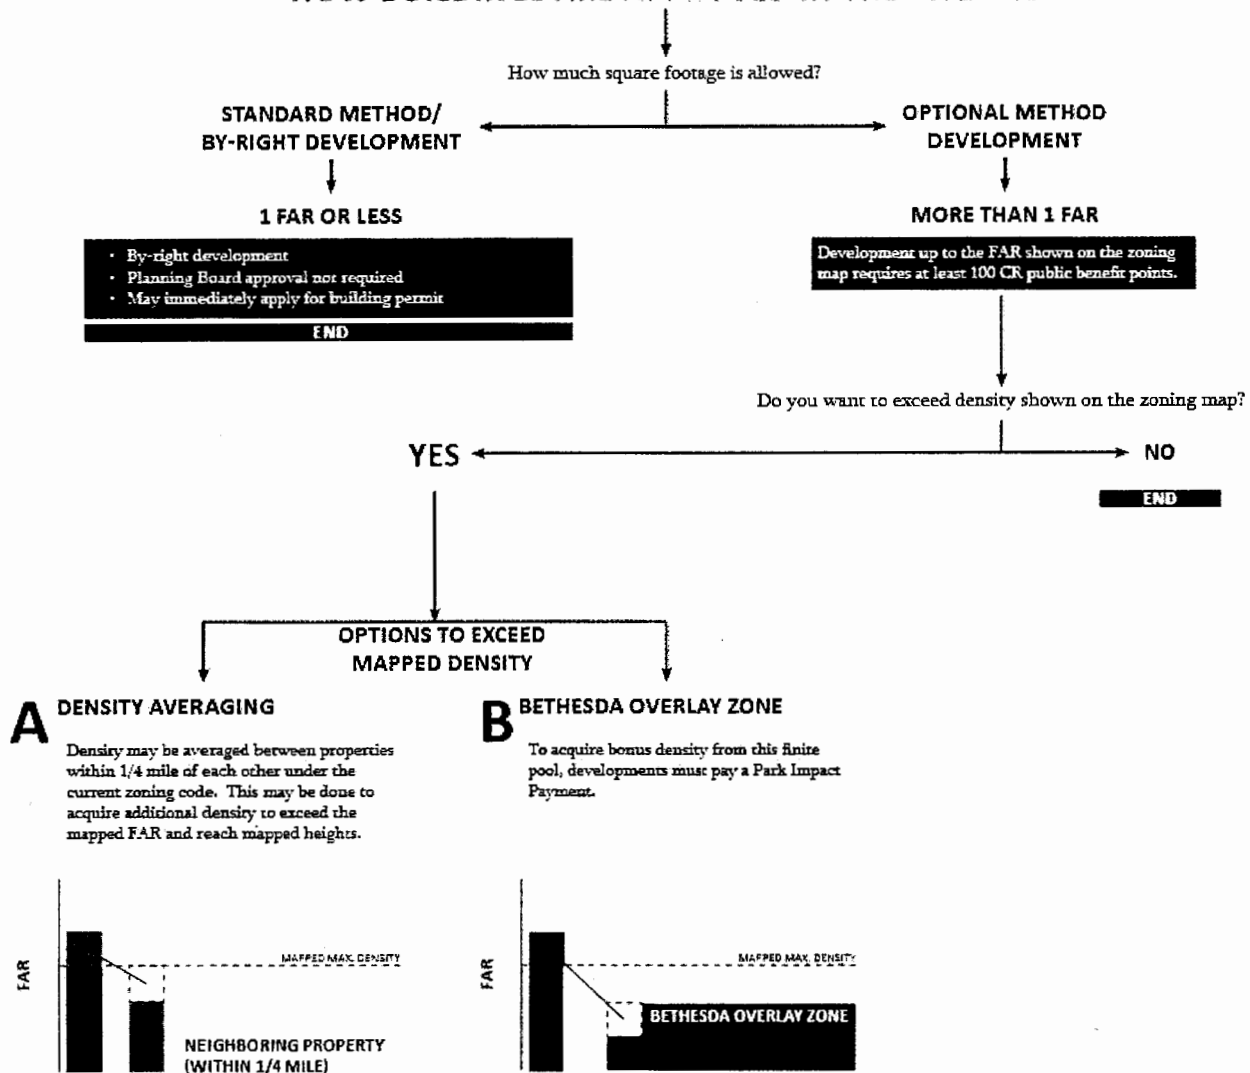 How much square footage is allowed?
STANDARD METHOD/
BY-RIGHT DEVELOPMENT
OPTIONAL METHOD
DEVELOPMENT
1 FAR OR LESS
MORE THAN 1 FAR
• By-right development
• Planning Board approval not required
• May immediately apply for building permit
END
Development up to the FAR shown on the zoning
map requires at least 100 CR public benefit points.
Do you want to exceed density shown on the zoning map?
YES
NO
END
OPTIONS TO EXCEED
MAPPED DENSITY
A DENSITY AVERAGING
Density may be averaged between properties
within 1/4 mile of each other under the
current zoning code. This may be done to
acquire additional density to exceed the
mapped FAR and reach mapped heights.
B BETHESDA OVERLAY ZONE
To acquire bonus density from this finite
pool, developments must pay a Park Impact
Payment.
FAR
MAPPED MAX. DENSITY
NEIGHBORING PROPERTY
(WITHIN 1/4 MILE)
FAR
MAPPED MAX. DENSITY
BETHESDA OVERLAY ZONE